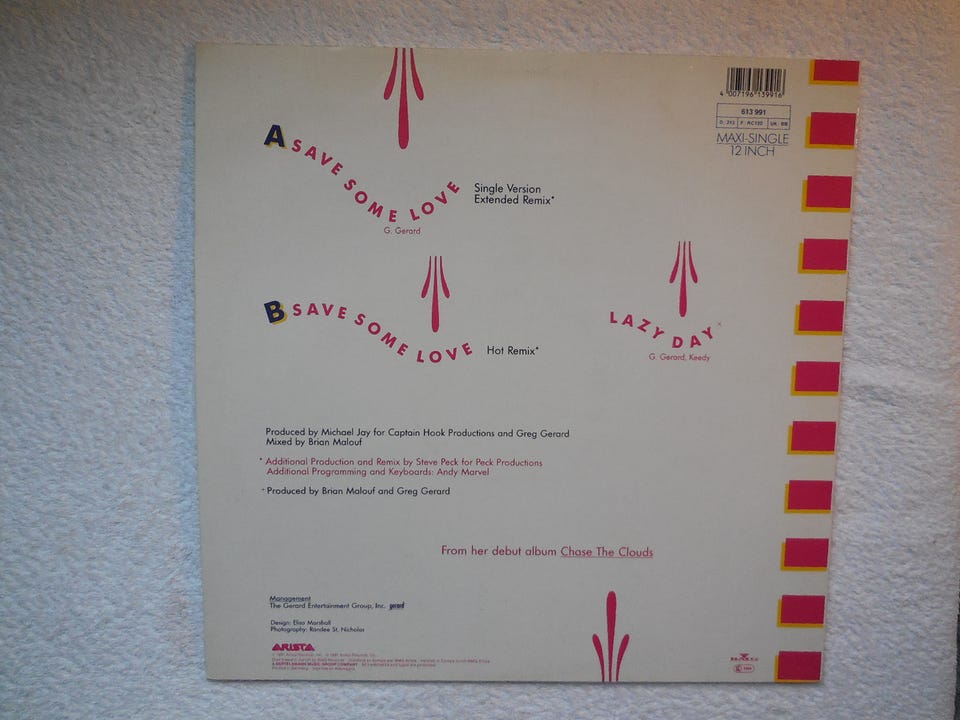 4 007196 139916
613 991
MAXI-SINGLE
12 INCH
A SAVE SOME LOVE
G. Gerard
Single Version
Extended Remix*
B SAVE SOME LOVE
Hot Remix*
LAZY DAY+
G. Gerard, Keedy
Produced by Michael Jay for Captain Hook Productions and Greg Gerard
Mixed by Brian Malouf
* Additional Production and Remix by Steve Peck for Peck Productions
Additional Programming and Keyboards: Andy Marvel
+Produced by Brian Malouf and Greg Gerard
From her debut album Chase The Clouds
Management
The Gerard Entertainment Group, Inc. gerard
Design: Elisa Marshall
Photography: Randee St. Nicholas
ARISTA